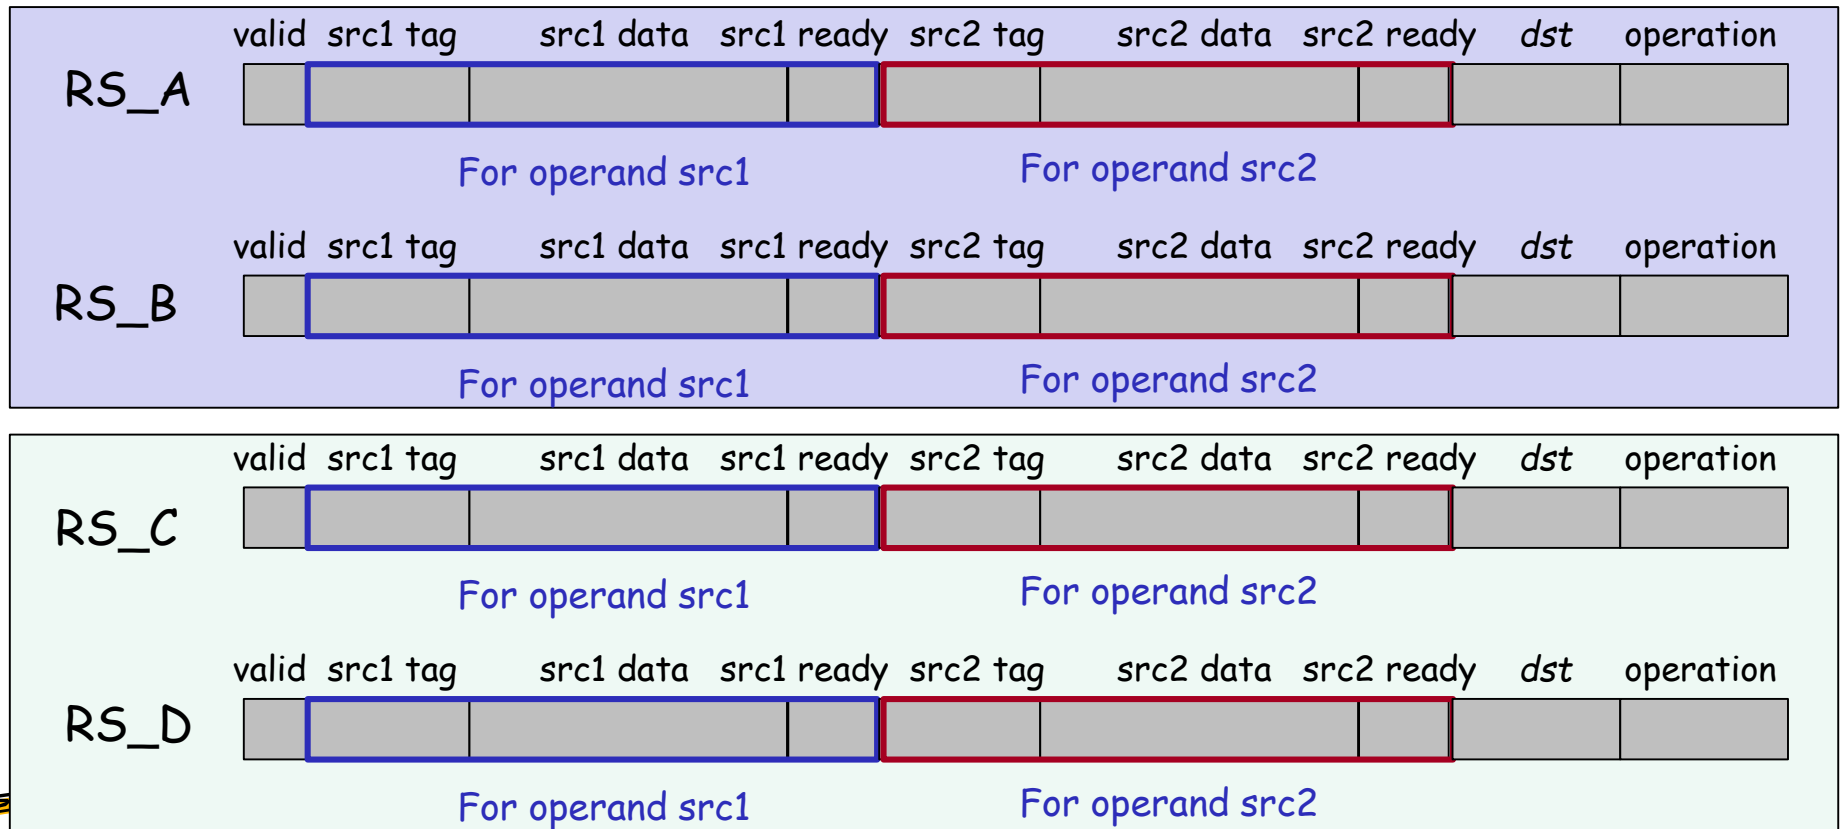 valid src1 tag src1 data src1 ready src2 tag src2 data src2 ready dst operation
RS_A
For operand src1 For operand src2
valid src1 tag src1 data src1 ready src2 tag src2 data src2 ready dst operation
RS_B
For operand src1 For operand src2
valid src1 tag src1 data src1 ready src2 tag src2 data src2 ready dst operation
RS_C
For operand src1 For operand src2
valid src1 tag src1 data src1 ready src2 tag src2 data src2 ready dst operation
RS_D
For operand src1 For operand src2